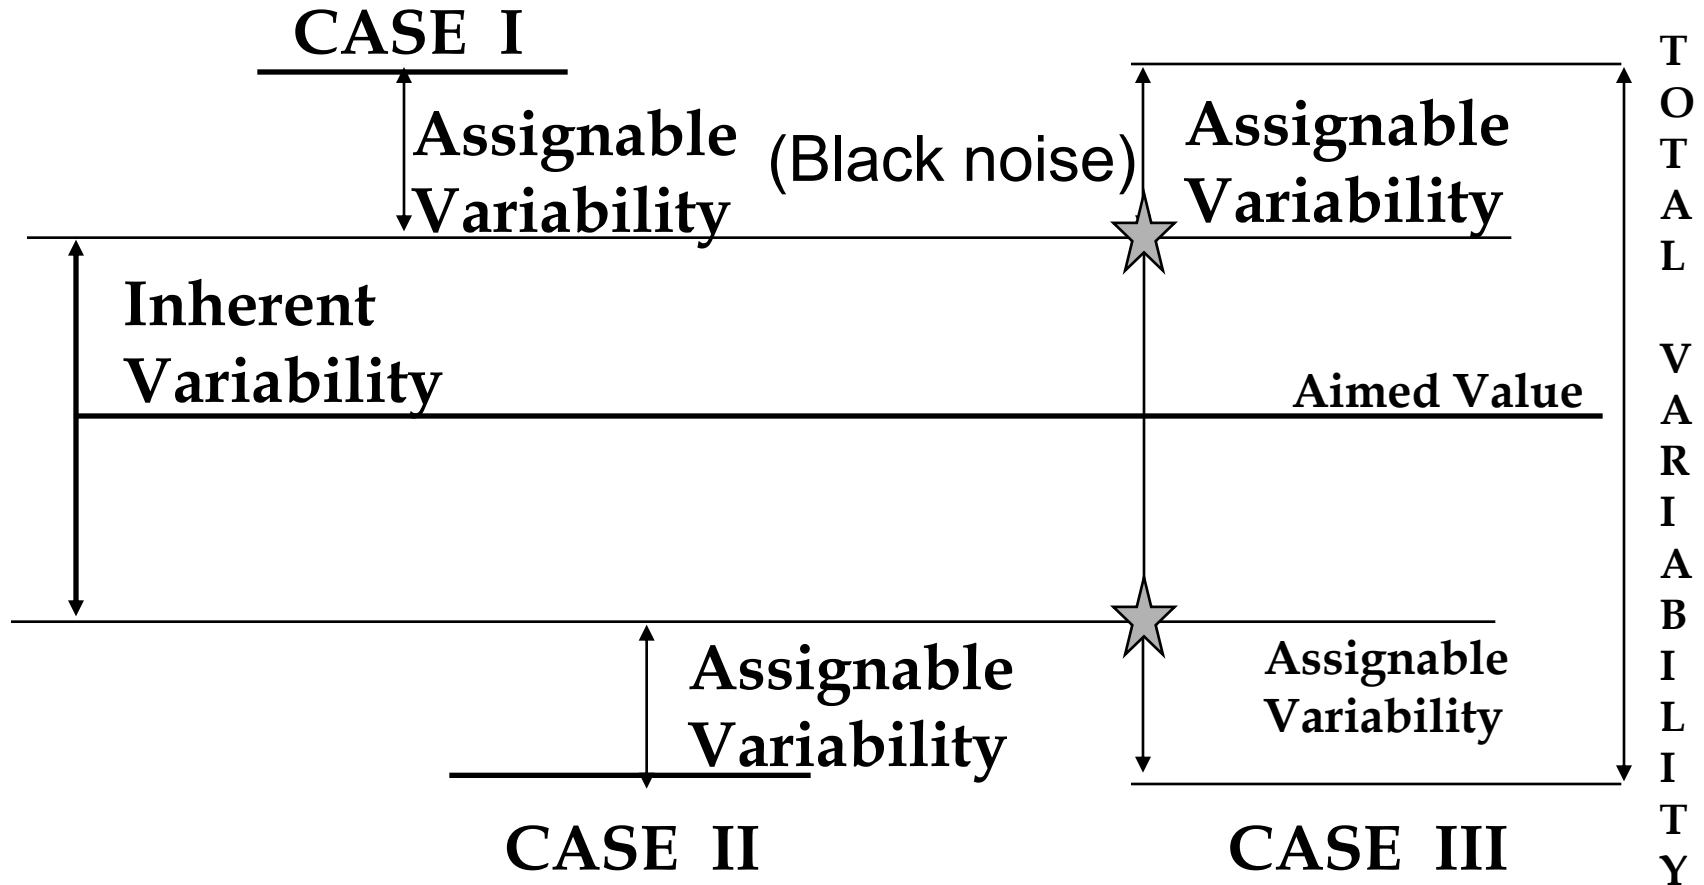 CASE I
Assignable
Variability
(Black noise)
Assignable
Variability
Inherent
Variability
Aimed Value
Assignable
Variability
Assignable
Variability
CASE II
CASE III
T
O
T
A
L
V
A
R
I
A
B
I
L
I
T
Y